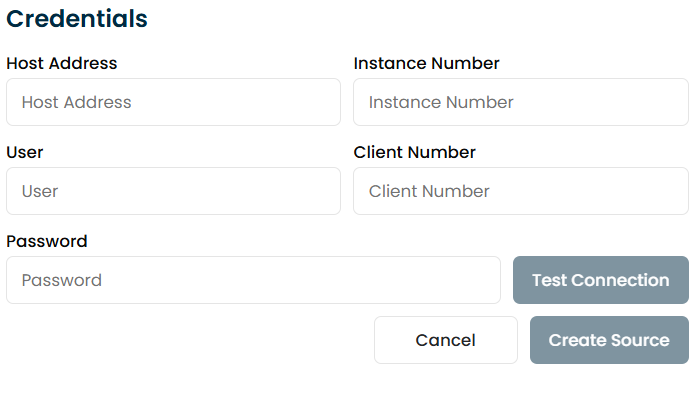 Credentials
Host Address Instance Number
Host Address Instance Number
User Client Number
User Client Number
Password
Password Test Connection
Cancel Create Source